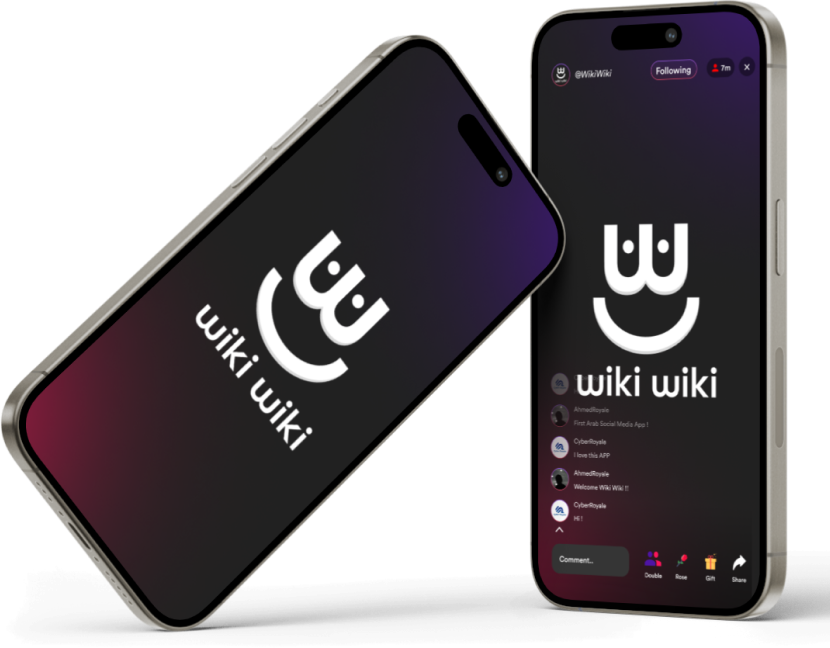 wiki wiki
@WikiWiki
Following
7m
wiki wiki
AhmedRoyale
First Arab Social Media App !
CyberRoyale
I love this APP
AhmedRoyale
Welcome Wiki Wiki !!
CyberRoyale
Hi !
Comment..
Double
Rose
Gift
Share